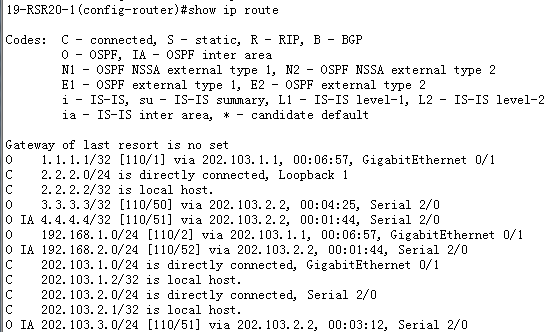 19-RSR20-1(config-router)#show ip route
Codes: C - connected, S - static, R - RIP, B - BGP
O - OSPF, IA - OSPF inter area
N1 - OSPF NSSA external type 1, N2 - OSPF NSSA external type 2
E1 - OSPF external type 1, E2 - OSPF external type 2
i - IS-IS, su - IS-IS summary, L1 - IS-IS level-1, L2 - IS-IS level-2
ia - IS-IS inter area, * - candidate default
Gateway of last resort is no set
O 1.1.1.1/32 [110/1] via 202.103.1.1, 00:06:57, GigabitEthernet 0/1
C 2.2.2.0/24 is directly connected, Loopback 1
C 2.2.2.2/32 is local host.
O 3.3.3.3/32 [110/50] via 202.103.2.2, 00:04:25, Serial 2/0
O IA 4.4.4.4/32 [110/51] via 202.103.2.2, 00:01:44, Serial 2/0
O 192.168.1.0/24 [110/2] via 202.103.1.1, 00:06:57, GigabitEthernet 0/1
O IA 192.168.2.0/24 [110/52] via 202.103.2.2, 00:01:44, Serial 2/0
C 202.103.1.0/24 is directly connected, GigabitEthernet 0/1
C 202.103.1.2/32 is local host.
C 202.103.2.0/24 is directly connected, Serial 2/0
C 202.103.2.1/32 is local host.
O IA 202.103.3.0/24 [110/51] via 202.103.2.2, 00:03:12, Serial 2/0